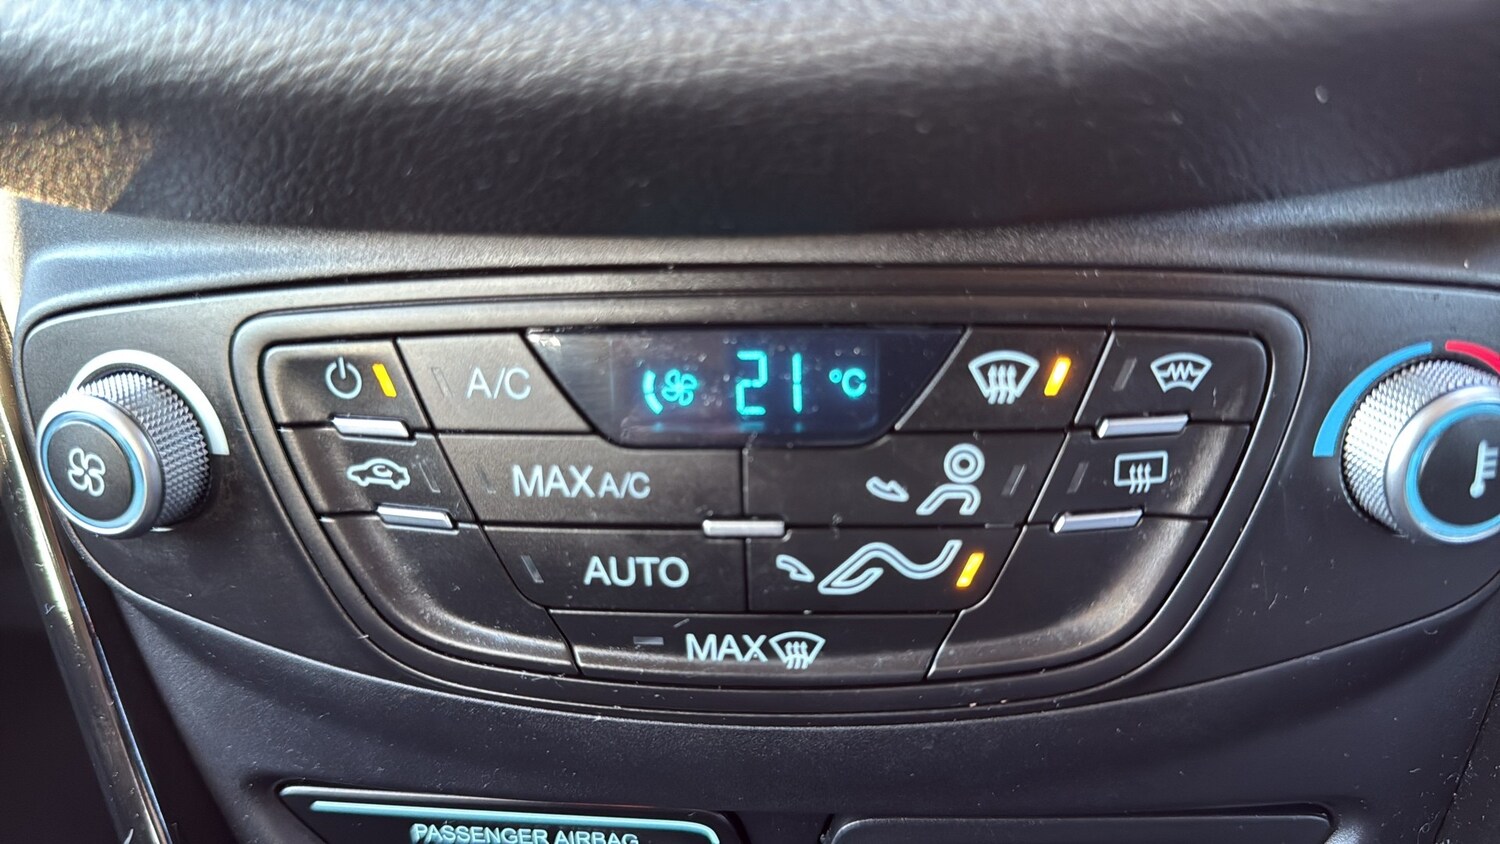 A/C
21 °C
MAX A/C
AUTO
MAX
PASSENGER AIRBAG